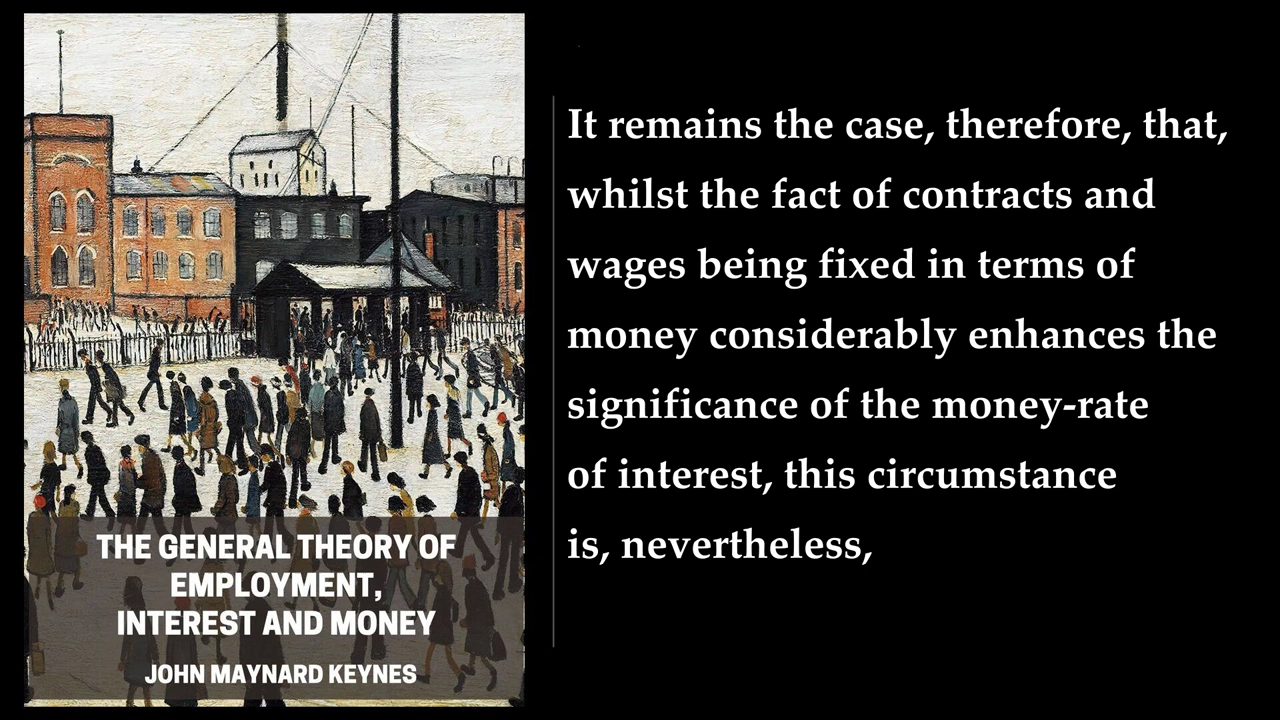 THE GENERAL THEORY OF
EMPLOYMENT,
INTEREST AND MONEY
JOHN MAYNARD KEYNES
It remains the case, therefore, that,
whilst the fact of contracts and
wages being fixed in terms of
money considerably enhances the
significance of the money-rate
of interest, this circumstance
is, nevertheless,